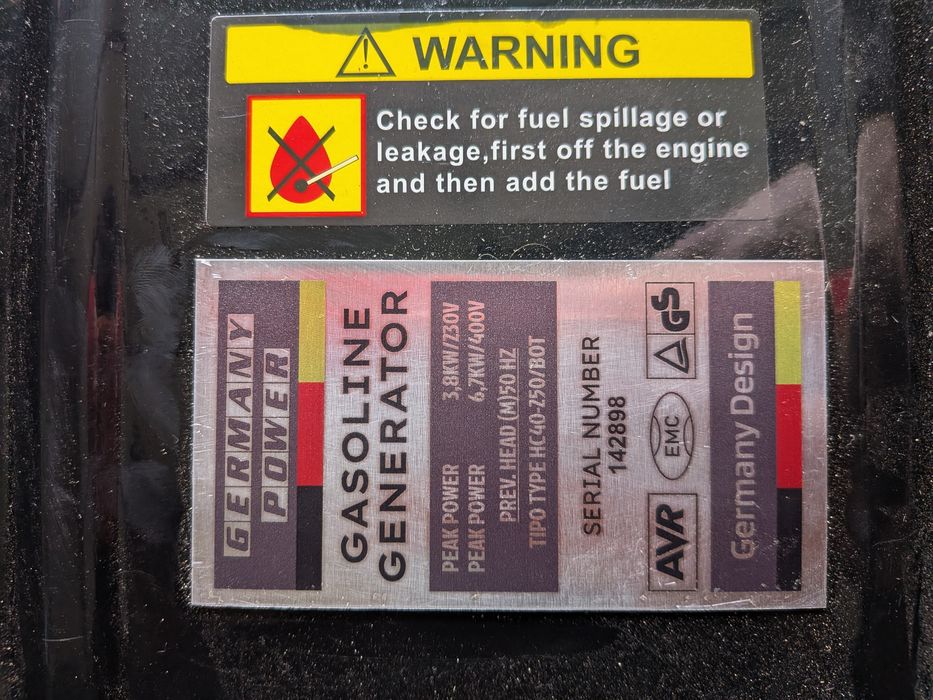 WARNING
Check for fuel spillage or
leakage,first off the engine
and then add the fuel
GERMANY
POWER
GASOLINE
GENERATOR
PEAK POWER 3,8KW/230V
PEAK POWER 6,7KW/400V
PREV. HEAD (M)50 HZ
TIPO TYPE HC40-250/BOT
SERIAL NUMBER
142898
AVR EMC GS
Germany Design